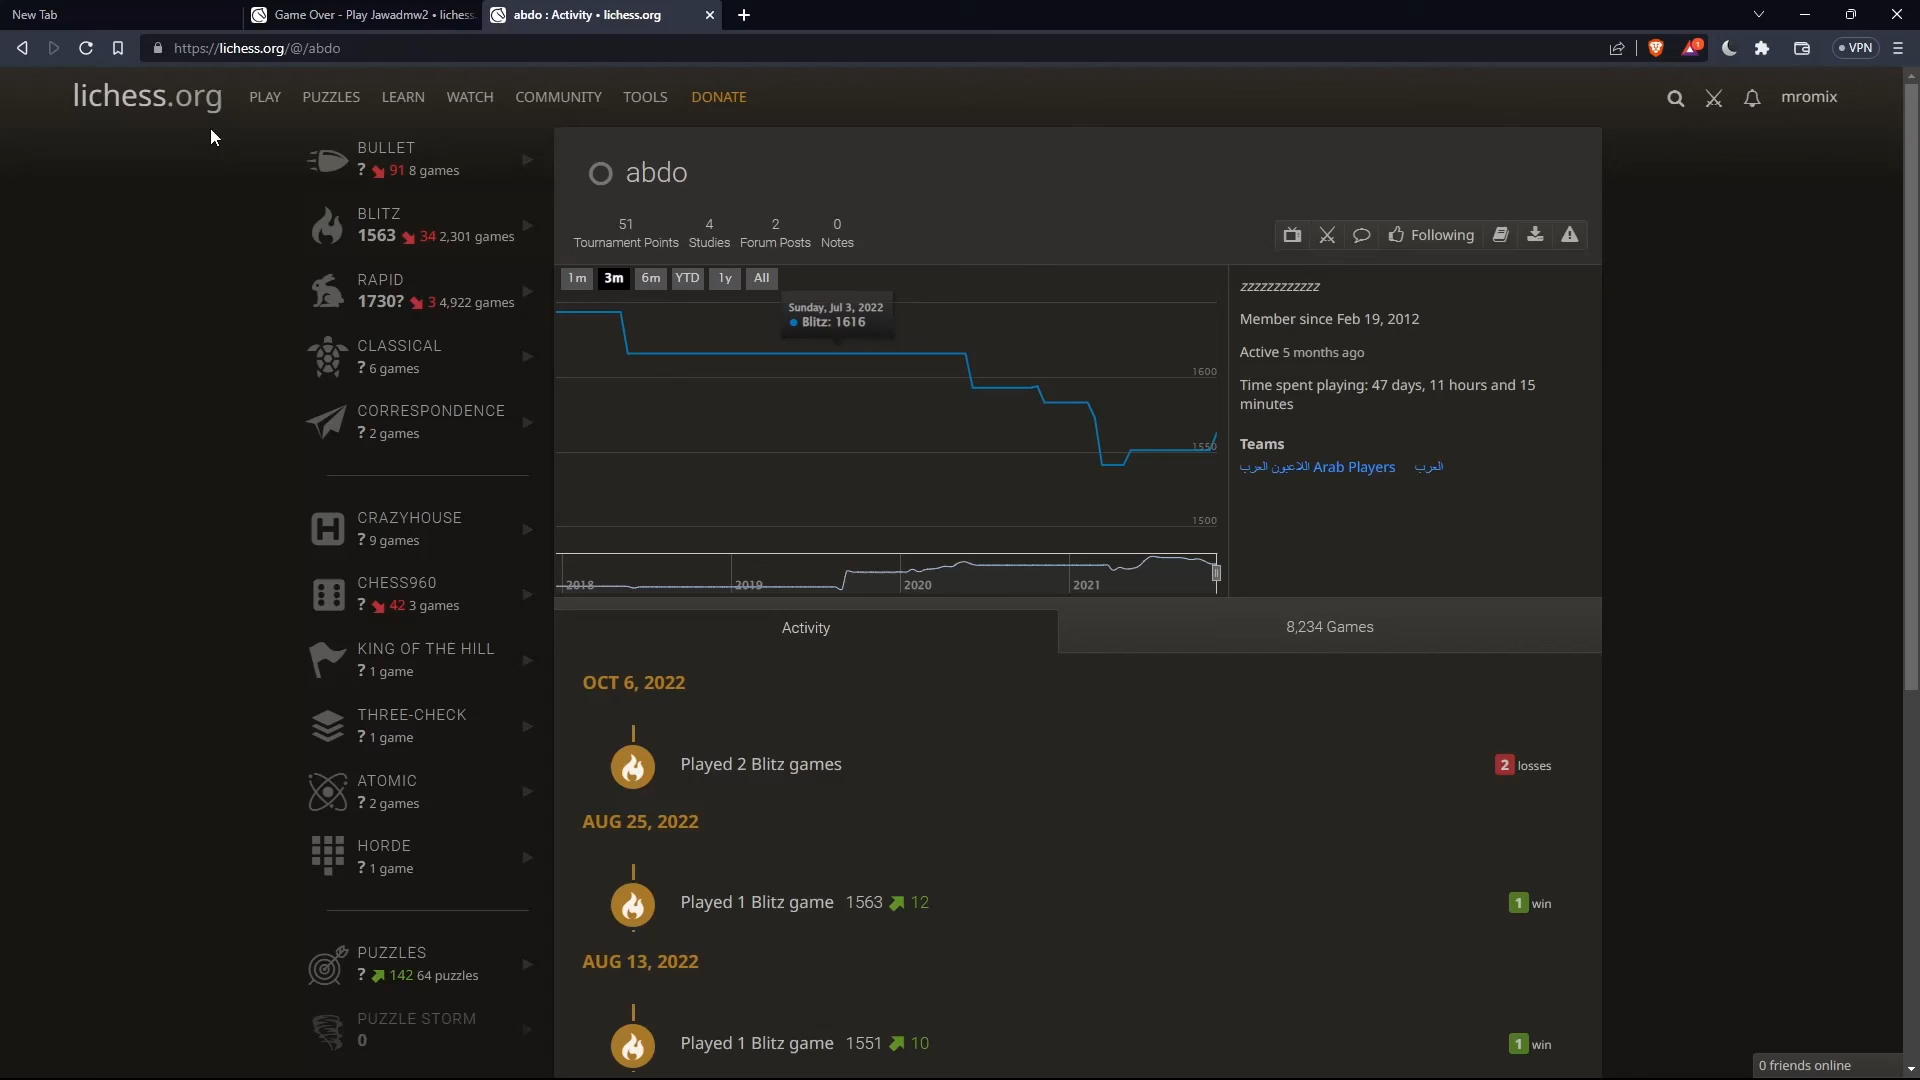 New Tab
Game Over - Play Jawadmw2 • lichess.
abdo : Activity • lichess.org
https://lichess.org/@/abdo
1
VPN
lichess.org
PLAY
PUZZLES
LEARN
WATCH
COMMUNITY
TOOLS
DONATE
mromix
BULLET
? 91 8 games
BLITZ
1563 34 2,301 games
RAPID
1730? 3 4,922 games
CLASSICAL
? 6 games
CORRESPONDENCE
? 2 games
CRAZYHOUSE
? 9 games
CHESS960
? 42 3 games
KING OF THE HILL
? 1 game
THREE-CHECK
? 1 game
ATOMIC
? 2 games
HORDE
? 1 game
PUZZLES
? 142 64 puzzles
PUZZLE STORM
0
abdo
51
Tournament Points
4
Studies
2
Forum Posts
0
Notes
Following
1m 3m 6m YTD 1y All
Sunday, Jul 3, 2022
Blitz: 1616
1600
1550
1500
2018 2019 2020 2021
zzzzzzzzzzzz
Member since Feb 19, 2012
Active 5 months ago
Time spent playing: 47 days, 11 hours and 15
minutes
Teams
اللاعبون العرب Arab Players
العرب
Activity
8,234 Games
OCT 6, 2022
Played 2 Blitz games
2 losses
AUG 25, 2022
Played 1 Blitz game 1563 12
1 win
AUG 13, 2022
Played 1 Blitz game 1551 10
1 win
0 friends online